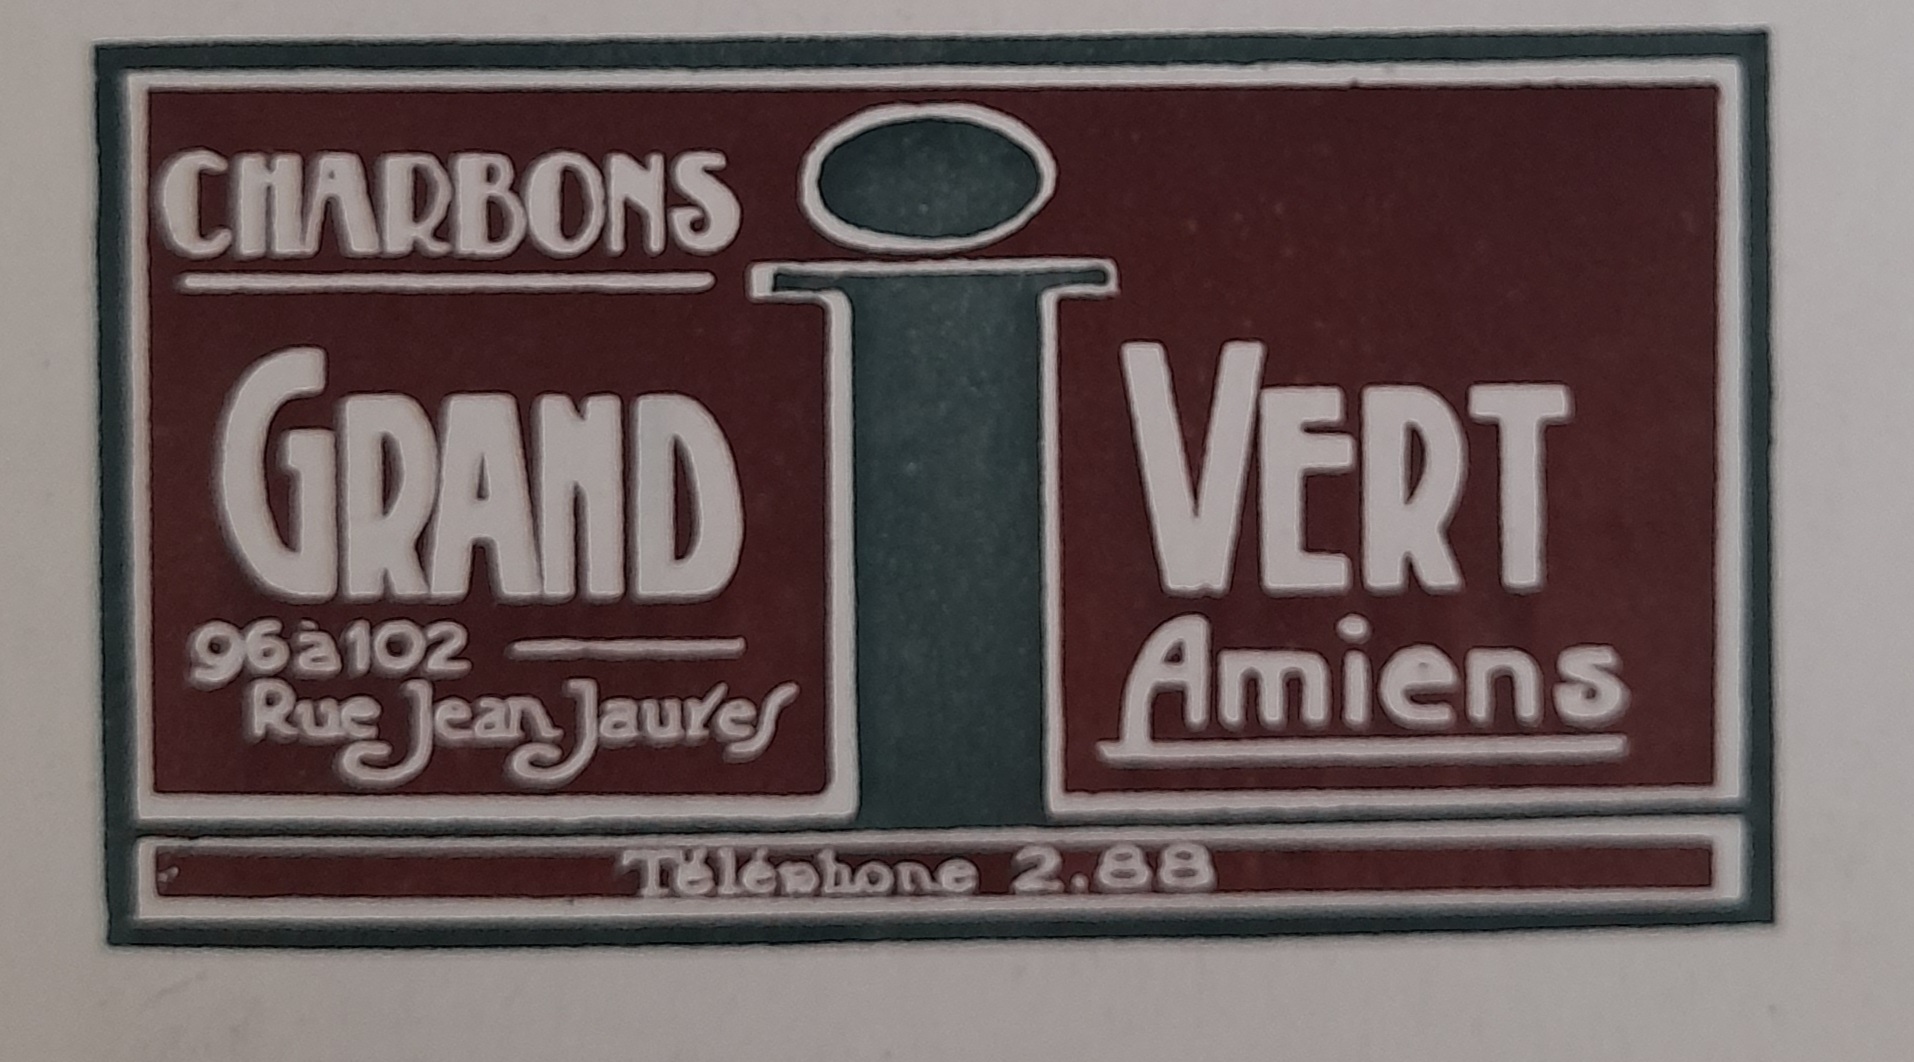 CHARBONS
GRAND i VERT
96 à 102
Rue Jean Jaurès
Amiens
Téléphone 2.88